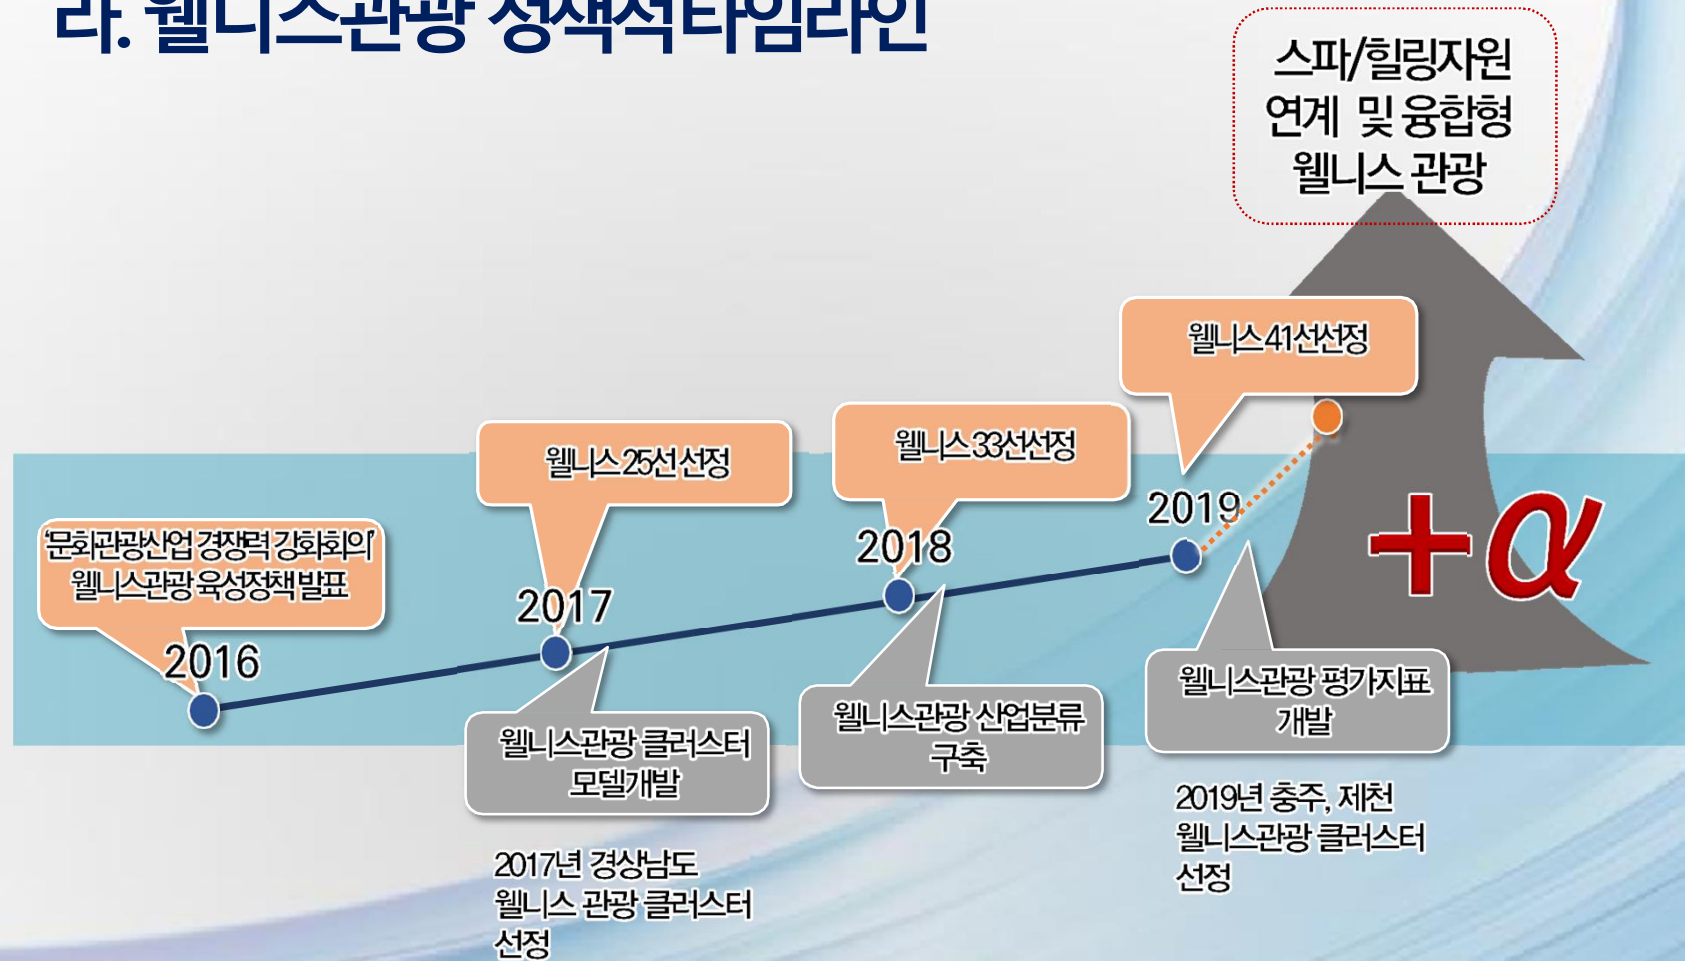 라. 웰니스관광 정책적타임라인
스파/힐링자원
연계 및 융합형
웰니스 관광
웰니스 41선선정
웰니스 33선선정
웰니스 25선 선정
‘문화관광산업 경쟁력 강화회의’
웰니스관광 육성정책 발표
2016
2017
2018
2019
+α
웰니스관광 클러스터
모델개발
웰니스관광 산업분류
구축
웰니스관광 평가지표
개발
2017년 경상남도
웰니스 관광 클러스터
선정
2019년 충주, 제천
웰니스관광 클러스터
선정